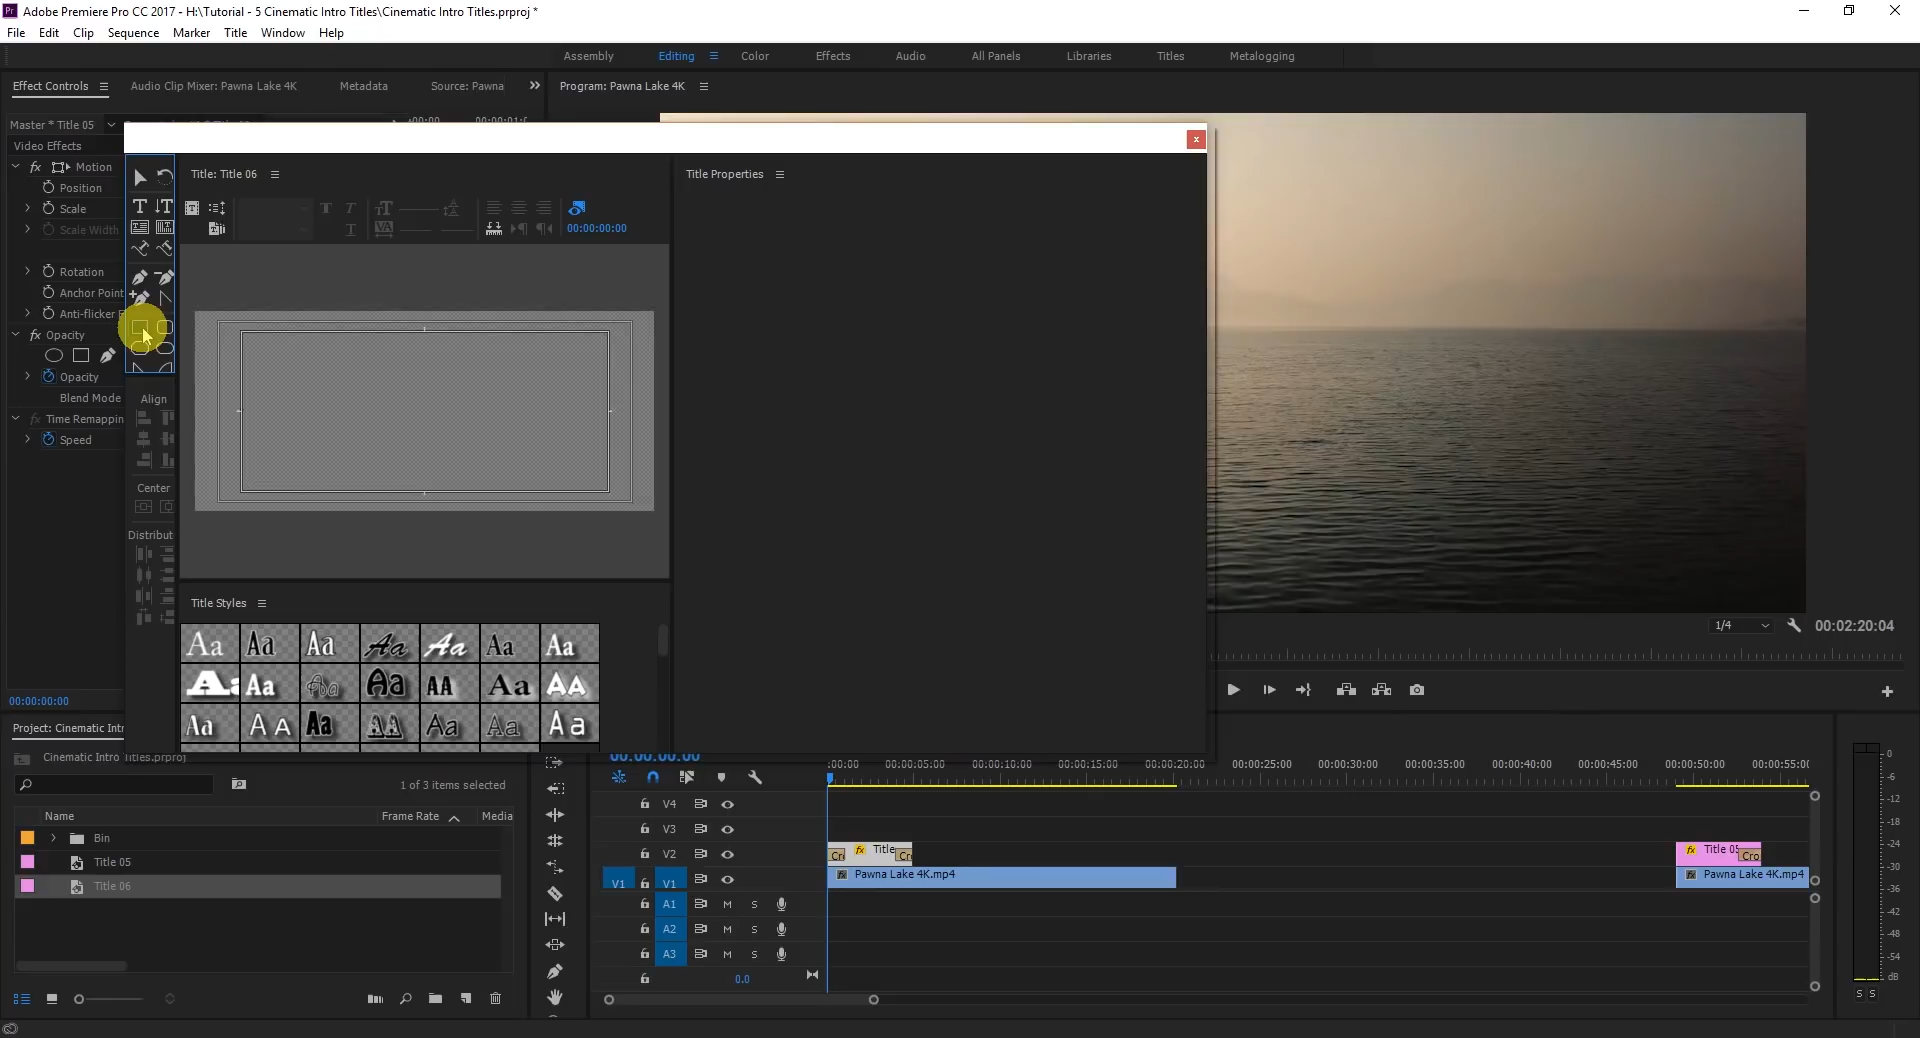 Adobe Premiere Pro CC 2017 - H:\Tutorial - 5 Cinematic Intro Titles\Cinematic Intro Titles.prproj *
File Edit Clip Sequence Marker Title Window Help
Assembly Editing Color Effects Audio All Panels Libraries Titles Metalogging
Effect Controls Audio Clip Mixer: Pawna Lake 4K Metadata Source: Pawna Program: Pawna Lake 4K
Master * Title 05
Video Effects
fx Motion
Position
Scale
Scale Width
Rotation
Anchor Point
Anti-flicker F
fx Opacity
Opacity
Blend Mode
fx Time Remappin
Speed
00:00:00:00
Title: Title 06
00:00:00:00
Title Properties
Align
Center
Distribut
Title Styles
Aa Aa Aa Aa Aa Aa Aa
Aa Aa Aa Aa AA Aa AA
Aa AA Aa AA Aa Aa Aa
1/4 00:02:20:04
Project: Cinematic Intr
Cinematic Intro Titles.prproj
1 of 3 items selected
Name Frame Rate Media
Bin
Title 05
Title 06
00:00:00:00
:00:00 00:00:05:00 00:00:10:00 00:00:15:00 00:00:20:00 00:00:25:00 00:00:30:00 00:00:35:00 00:00:40:00 00:00:45:00 00:00:50:00 00:00:55:00
V4
V3
V2 Cr fx Title Cr fx Title 05 Cro
V1 V1 fx Pawna Lake 4K.mp4 fx Pawna Lake 4K.mp4
A1 M S
A2 M S
A3 M S
0.0
0
-6
-12
-18
-24
-30
-36
-42
-48
-54
dB
S S